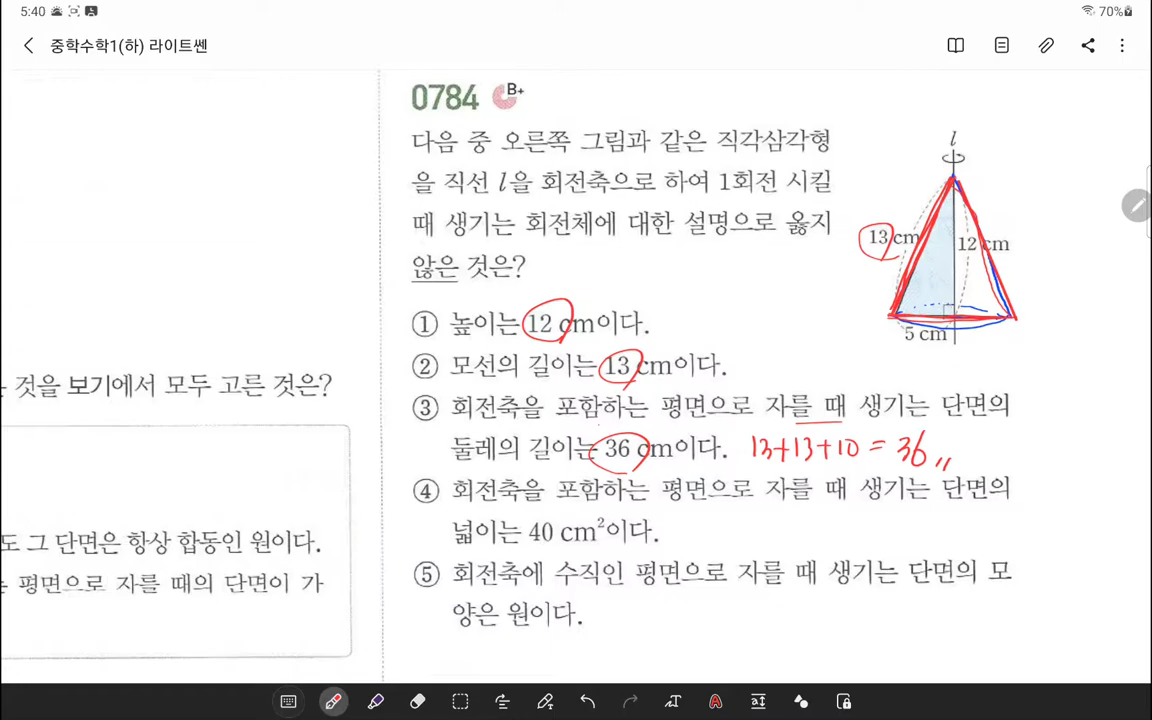 5:40
70%
중학수학1(하) 라이트쎈
0784 B+
다음 중 오른쪽 그림과 같은 직각삼각형
을 직선 l을 회전축으로 하여 1회전 시킬
때 생기는 회전체에 대한 설명으로 옳지
않은 것은?
l
13 cm
12 cm
5 cm
① 높이는 12 cm이다.
② 모선의 길이는 13 cm이다.
③ 회전축을 포함하는 평면으로 자를 때 생기는 단면의
둘레의 길이는 36 cm이다. 13+13+10=36〃
④ 회전축을 포함하는 평면으로 자를 때 생기는 단면의
넓이는 40 cm²이다.
⑤ 회전축에 수직인 평면으로 자를 때 생기는 단면의 모
양은 원이다.
것을 보기에서 모두 고른 것은?
도 그 단면은 항상 합동인 원이다.
평면으로 자를 때의 단면이 가